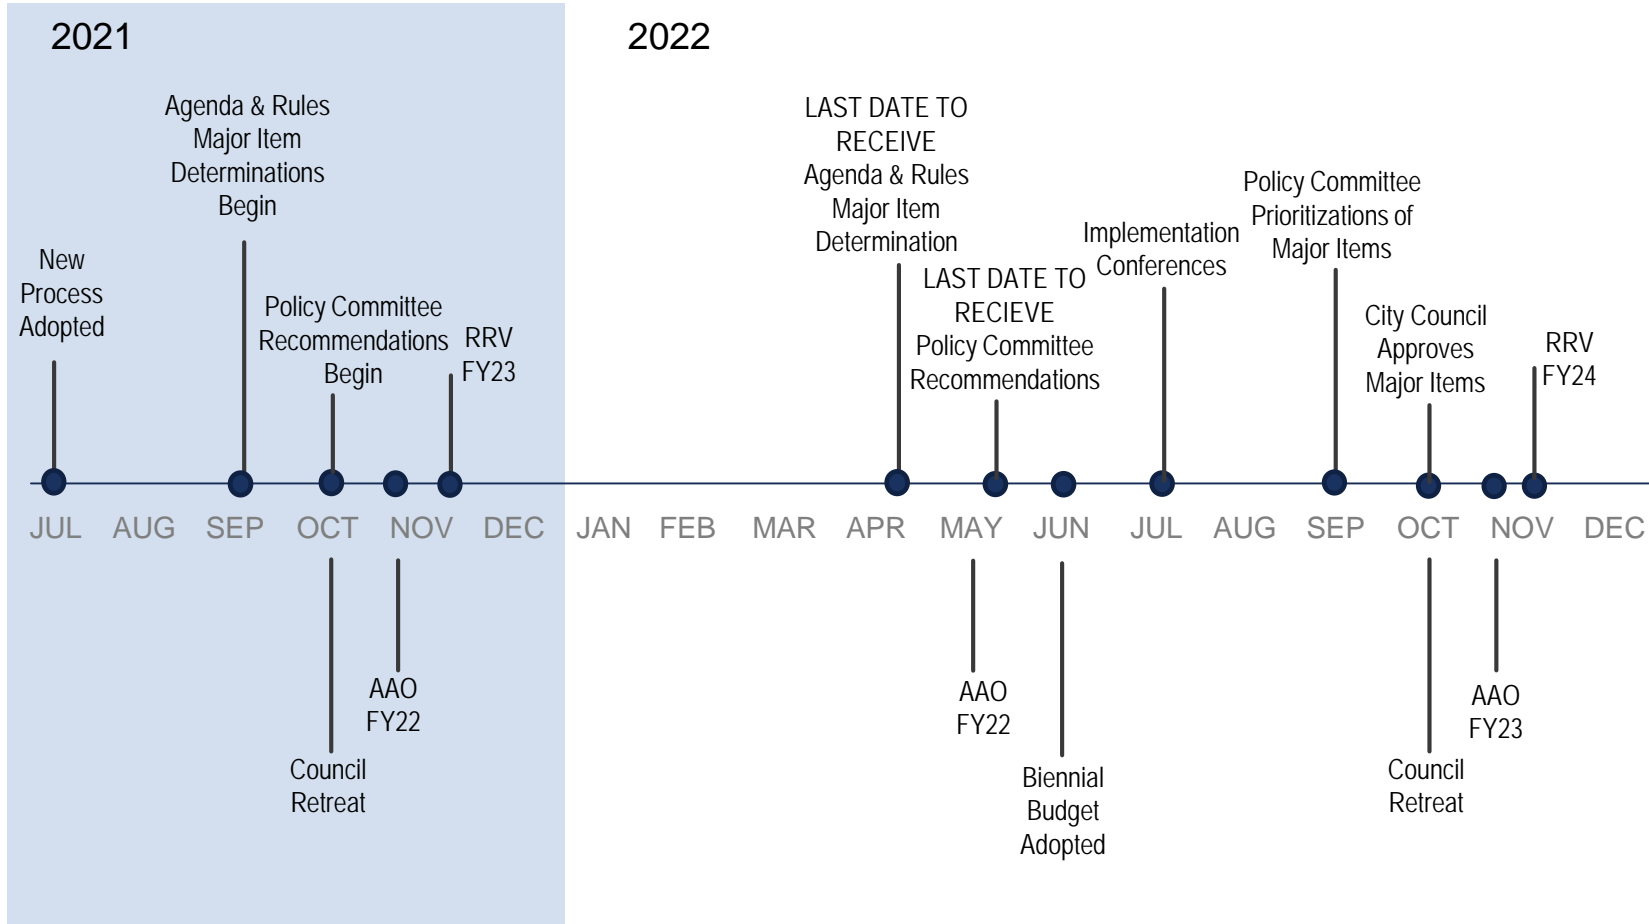 2021
2022
Agenda & Rules
Major Item
Determinations
Begin
New
Process
Adopted
Policy Committee
Recommendations
Begin
RRV
FY23
LAST DATE TO
RECEIVE
Agenda & Rules
Major Item
Determination
LAST DATE TO
RECIEVE
Policy Committee
Recommendations
Implementation
Conferences
Policy Committee
Prioritizations of
Major Items
City Council
Approves
Major Items
RRV
FY24
JUL AUG SEP OCT NOV DEC JAN FEB MAR APR MAY JUN JUL AUG SEP OCT NOV DEC
Council
Retreat
AAO
FY22
AAO
FY22
Biennial
Budget
Adopted
Council
Retreat
AAO
FY23